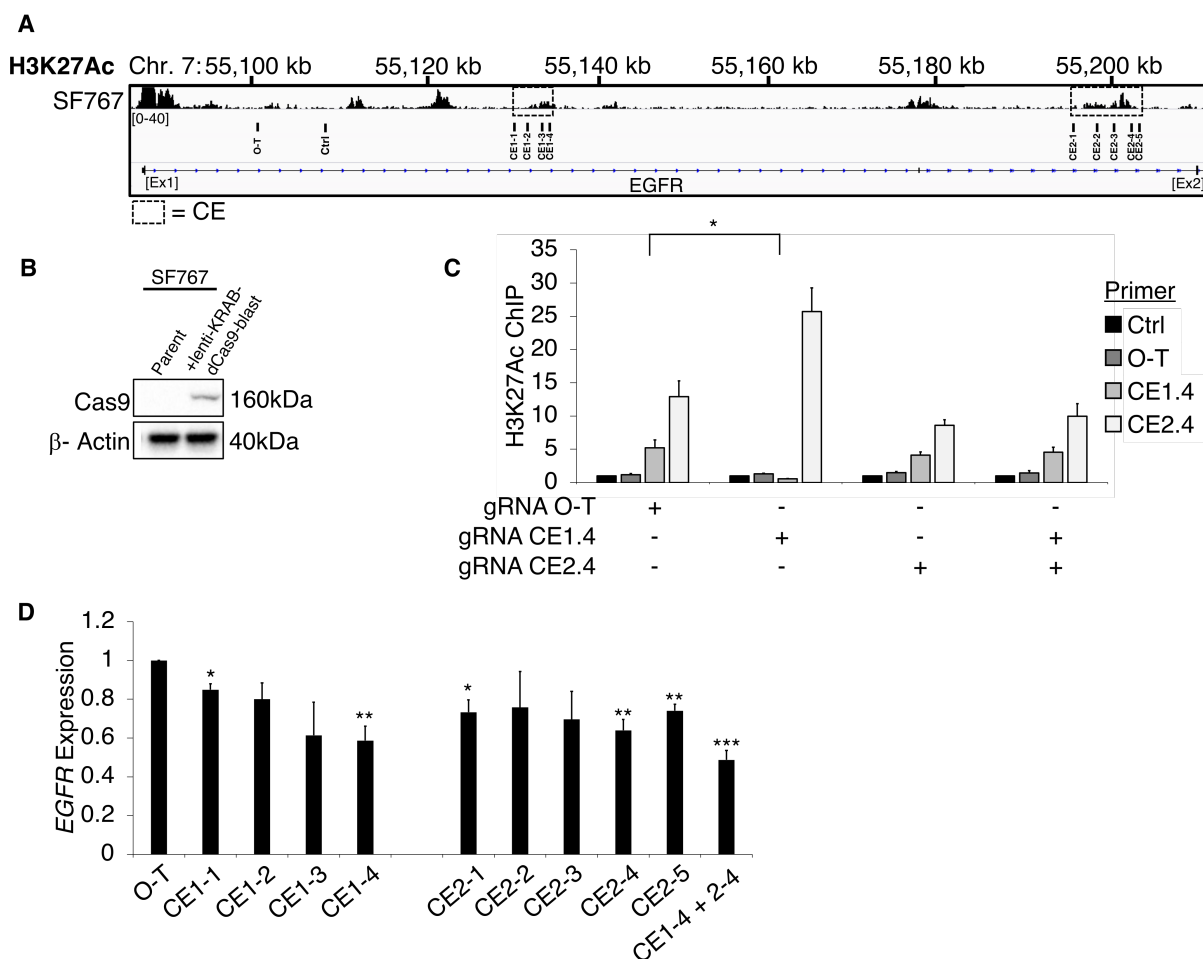 A
H3K27Ac Chr. 7: 55,100 kb 55,120 kb 55,140 kb 55,160 kb 55,180 kb 55,200 kb
SF767
[0-40]
O-T Ctrl CE1-1 CE1-2 CE1-3 CE1-4 CE2-1 CE2-2 CE2-3 CE2-4 CE2-5
[Ex1] EGFR [Ex2]
= CE
B
SF767
Parent
+lenti-KRAB-
dCas9-blast
Cas9 160kDa
β- Actin 40kDa
C
*
H3K27Ac ChIP
35
30
25
20
15
10
5
0
Primer
Ctrl
O-T
CE1.4
CE2.4
gRNA O-T + - - -
gRNA CE1.4 - + - +
gRNA CE2.4 - - + +
D
EGFR Expression
1.2
1
0.8
0.6
0.4
0.2
0
* ** * ** ** ***
O-T CE1-1 CE1-2 CE1-3 CE1-4 CE2-1 CE2-2 CE2-3 CE2-4 CE2-5 CE1-4 + 2-4